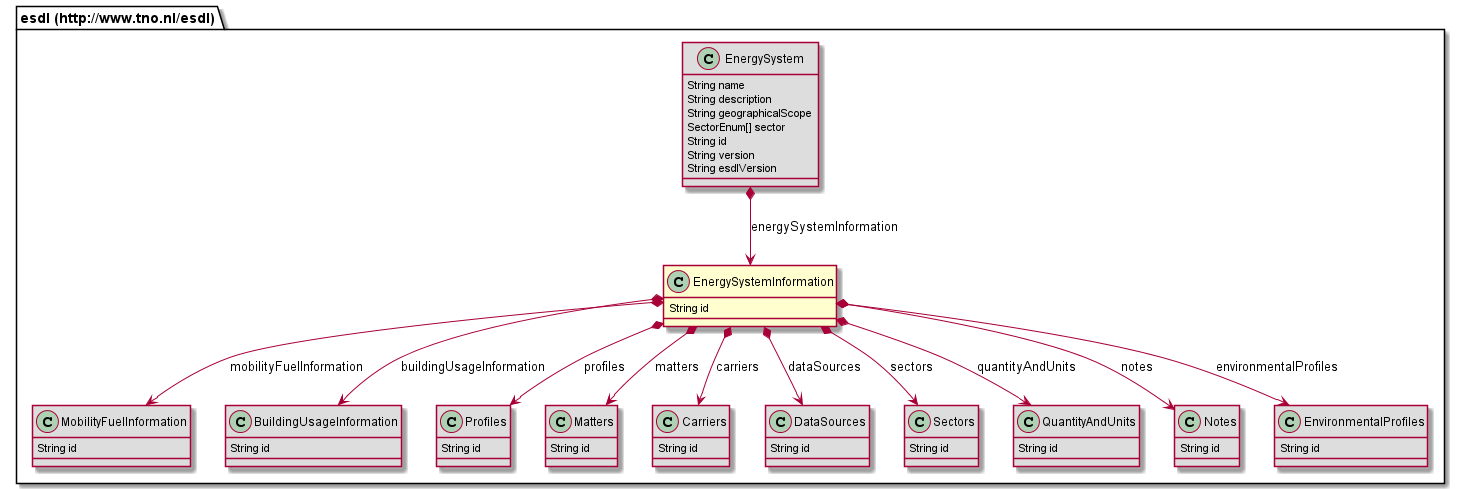 esdl (http://www.tno.nl/esdl)
C EnergySystem
String name
String description
String geographicalScope
SectorEnum[] sector
String id
String version
String esdlVersion
energySystemInformation
C EnergySystemInformation
String id
mobilityFuelInformation buildingUsageInformation profiles matters carriers dataSources sectors quantityAndUnits notes environmentalProfiles
C MobilityFuelInformation C BuildingUsageInformation C Profiles C Matters C Carriers C DataSources C Sectors C QuantityAndUnits C Notes C EnvironmentalProfiles
String id String id String id String id String id String id String id String id String id String id